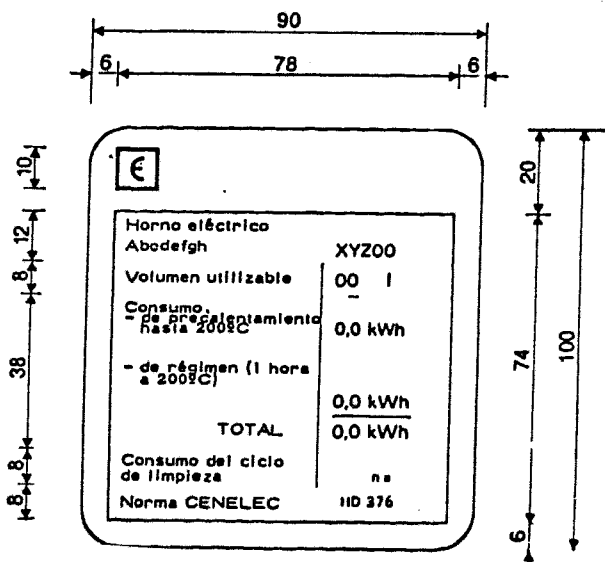 90
6 78 6
10
Є
20
Horno eléctrico
Abcdefgh XYZ00
12
Volumen utilizable 00 l
8
Consumo,
- de precalentamiento
hasta 200ºC 0,0 kWh
38
74
100
- de régimen (1 hora
a 200ºC)
0,0 kWh
TOTAL 0,0 kWh
8
Consumo del ciclo
de limpieza na
8
Norma CENELEC HD 376
6